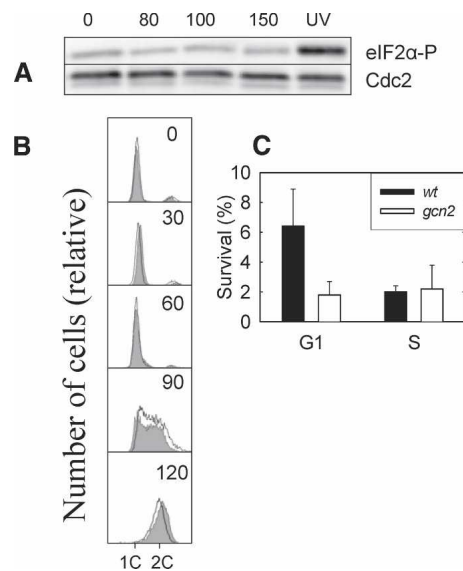 0 80 100 150 UV
eIF2α-P
A
Cdc2
B
C
0
30
60
90
120
Number of cells (relative)
1C 2C
10
8
6
4
2
0
Survival (%)
wt
gcn2
G1 S